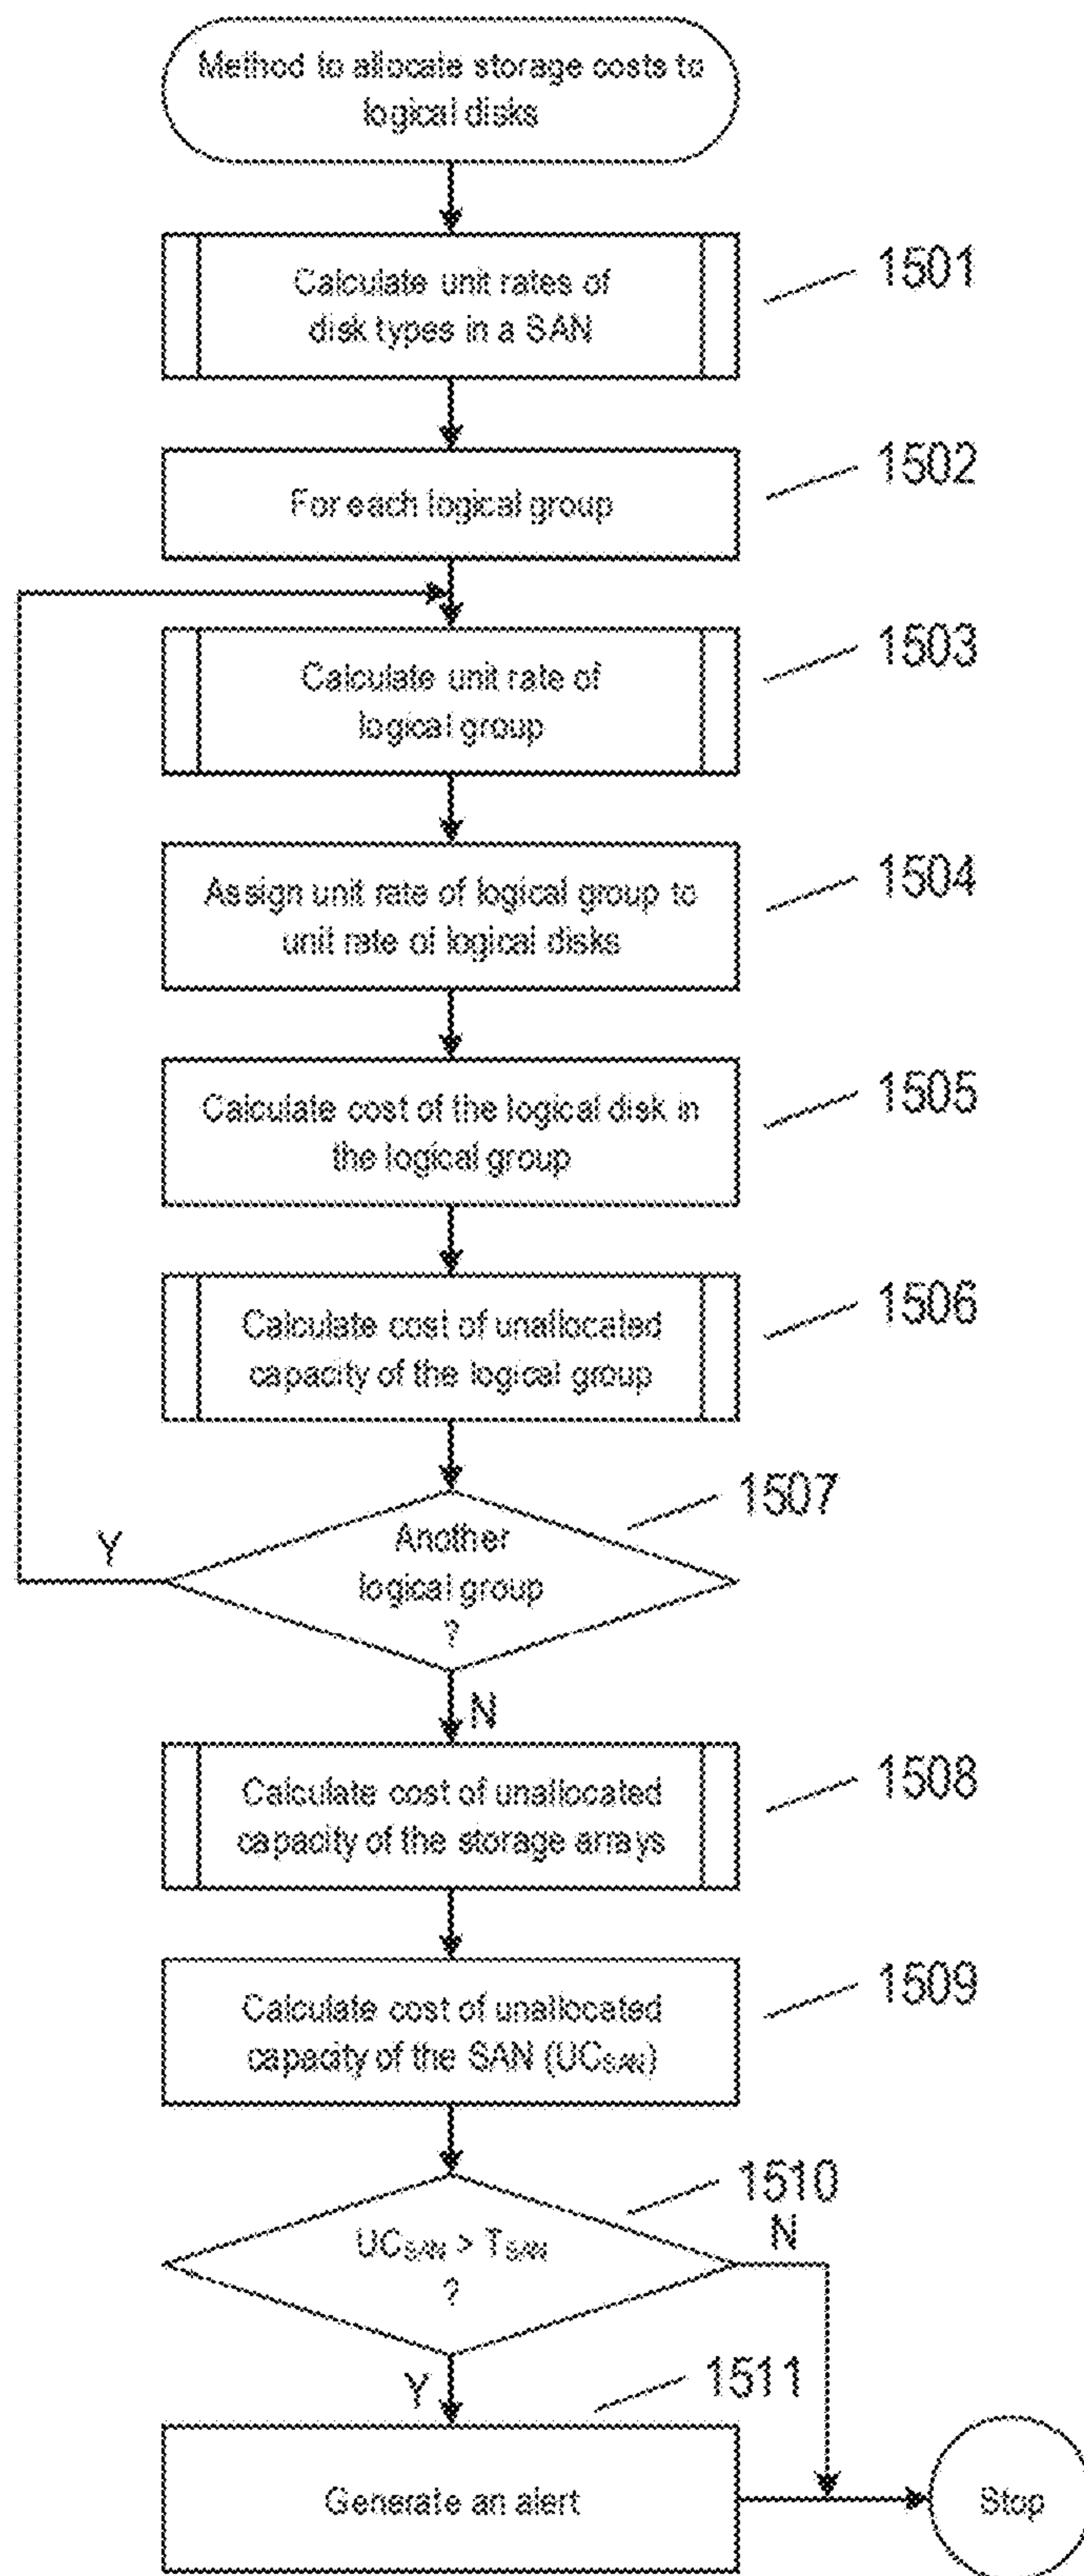 Method to allocate storage costs to
logical disks
Calculate unit rates of
disk types in a SAN
1501
For each logical group
1502
Calculate unit rate of
logical group
1503
Assign unit rate of logical group to
unit rate of logical disks
1504
Calculate cost of the logical disk in
the logical group
1505
Calculate cost of unallocated
capacity of the logical group
1506
Another
logical group
?
1507
Y
N
Calculate cost of unallocated
capacity of the storage arrays
1508
Calculate cost of unallocated
capacity of the SAN (UCSAN)
1509
UCSAN > TSAN
?
1510
N
Y
1511
Generate an alert
Stop